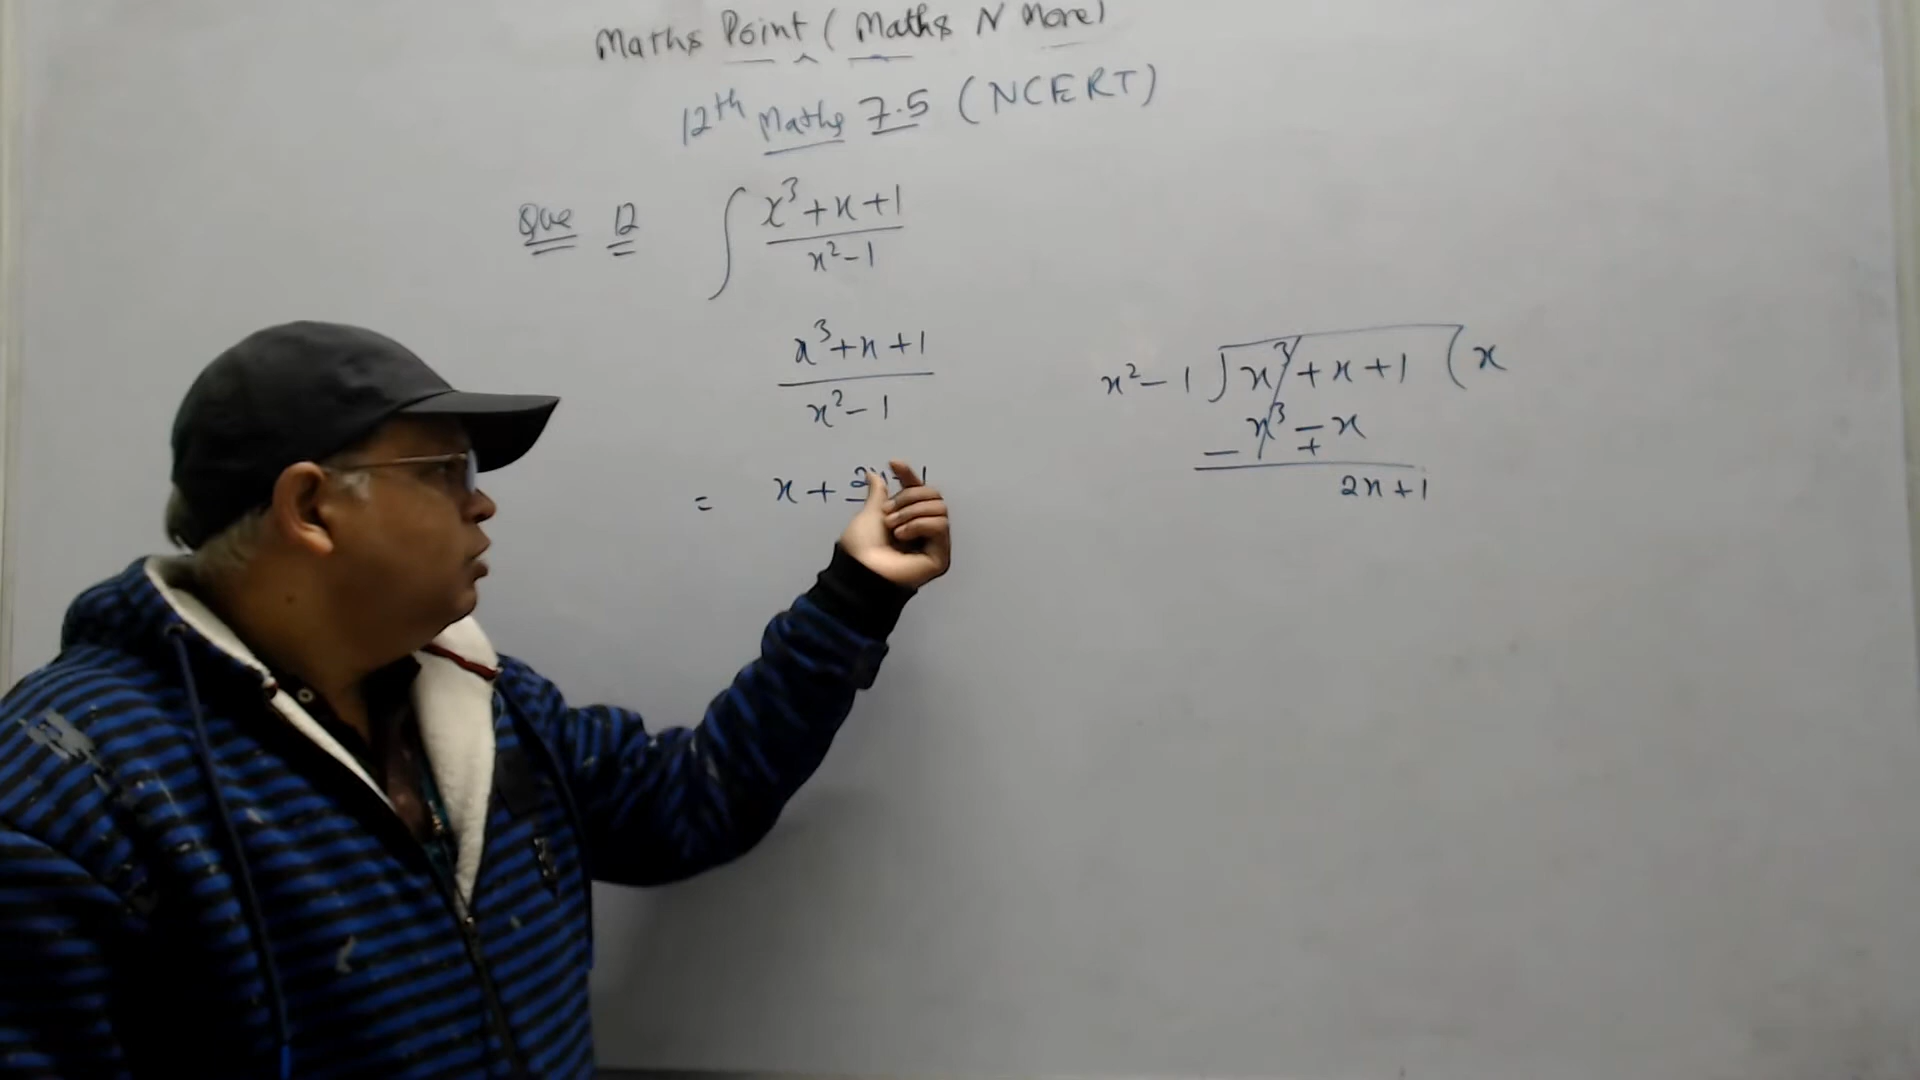 Maths Point ( Maths N More)
12th Maths 7.5 (NCERT)
Que 12 ∫ x³+x+1 / x²-1
x³+x+1 / x²-1
= x +
x²-1 ) x³+x+1 ( x
- x³ - x
+
2x+1